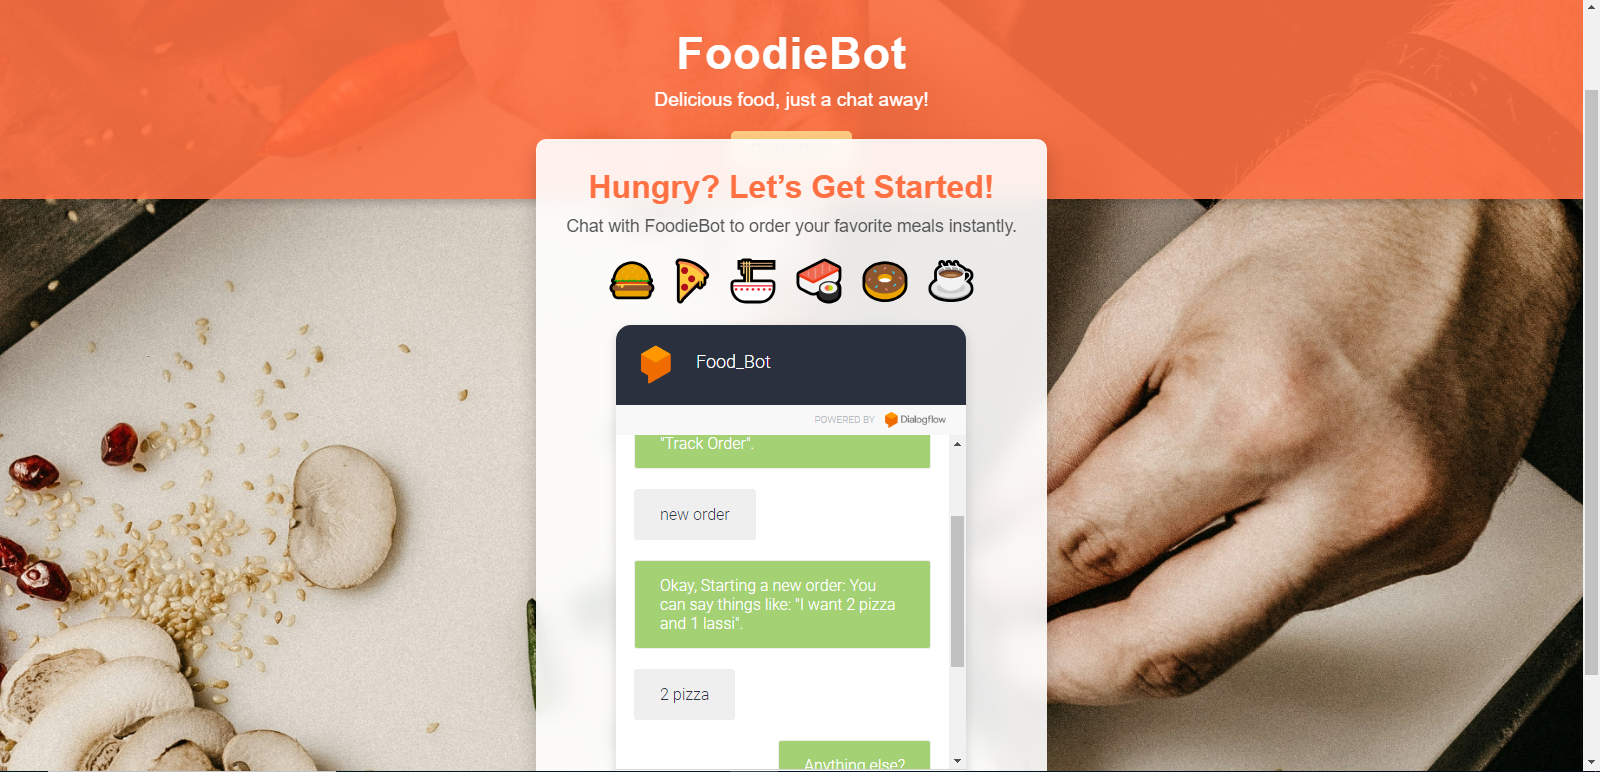 FoodieBot
Delicious food, just a chat away!
Hungry? Let’s Get Started!
Chat with FoodieBot to order your favorite meals instantly.
Food_Bot
POWERED BY Dialogflow
"Track Order".
new order
Okay, Starting a new order: You
can say things like: "I want 2 pizza
and 1 lassi".
2 pizza
Anything else?